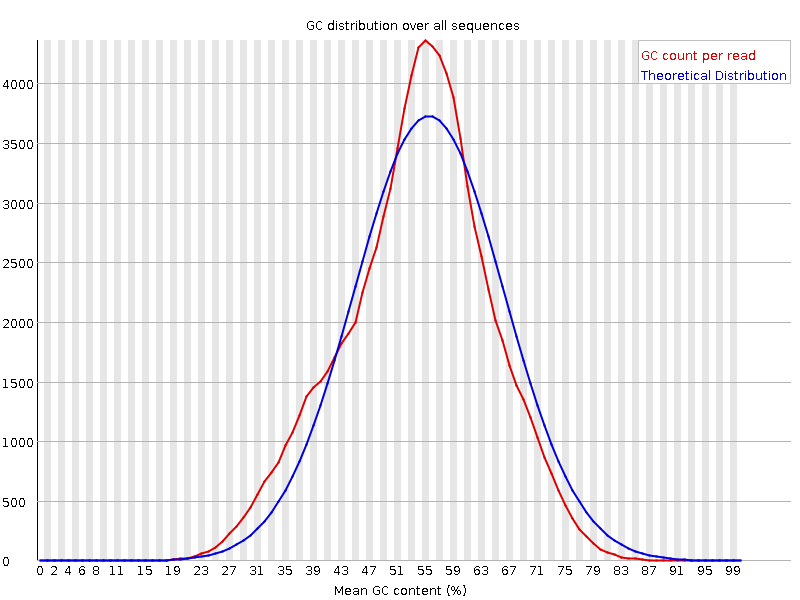 GC distribution over all sequences
GC count per read
Theoretical Distribution
4000
3500
3000
2500
2000
1500
1000
500
0
0 2 4 6 8 11 15 19 23 27 31 35 39 43 47 51 55 59 63 67 71 75 79 83 87 91 95 99
Mean GC content (%)